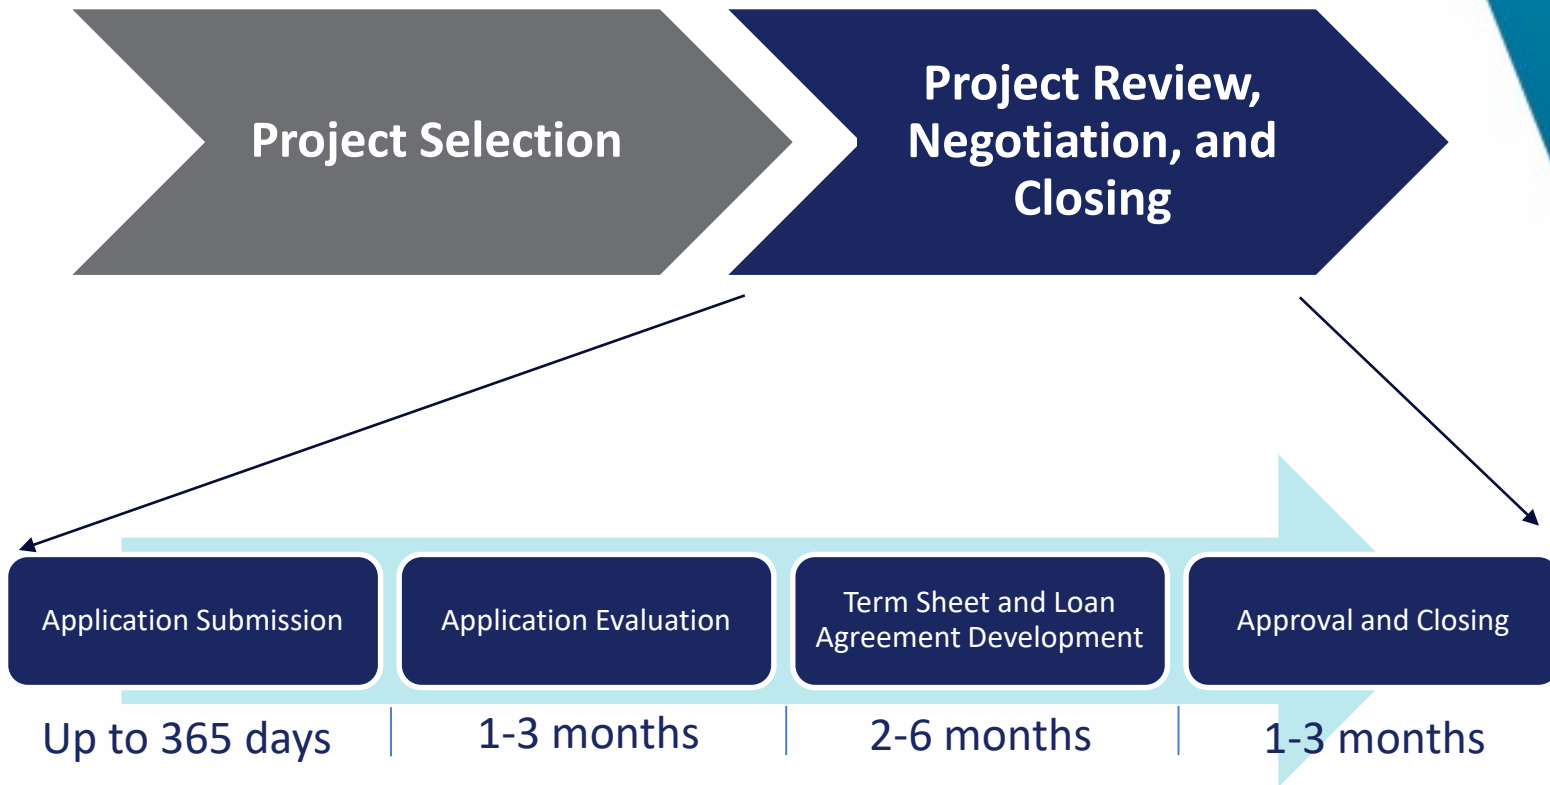 Project Selection
Project Review,
Negotiation, and
Closing
Application Submission
Application Evaluation
Term Sheet and Loan
Agreement Development
Approval and Closing
Up to 365 days
1-3 months
2-6 months
1-3 months